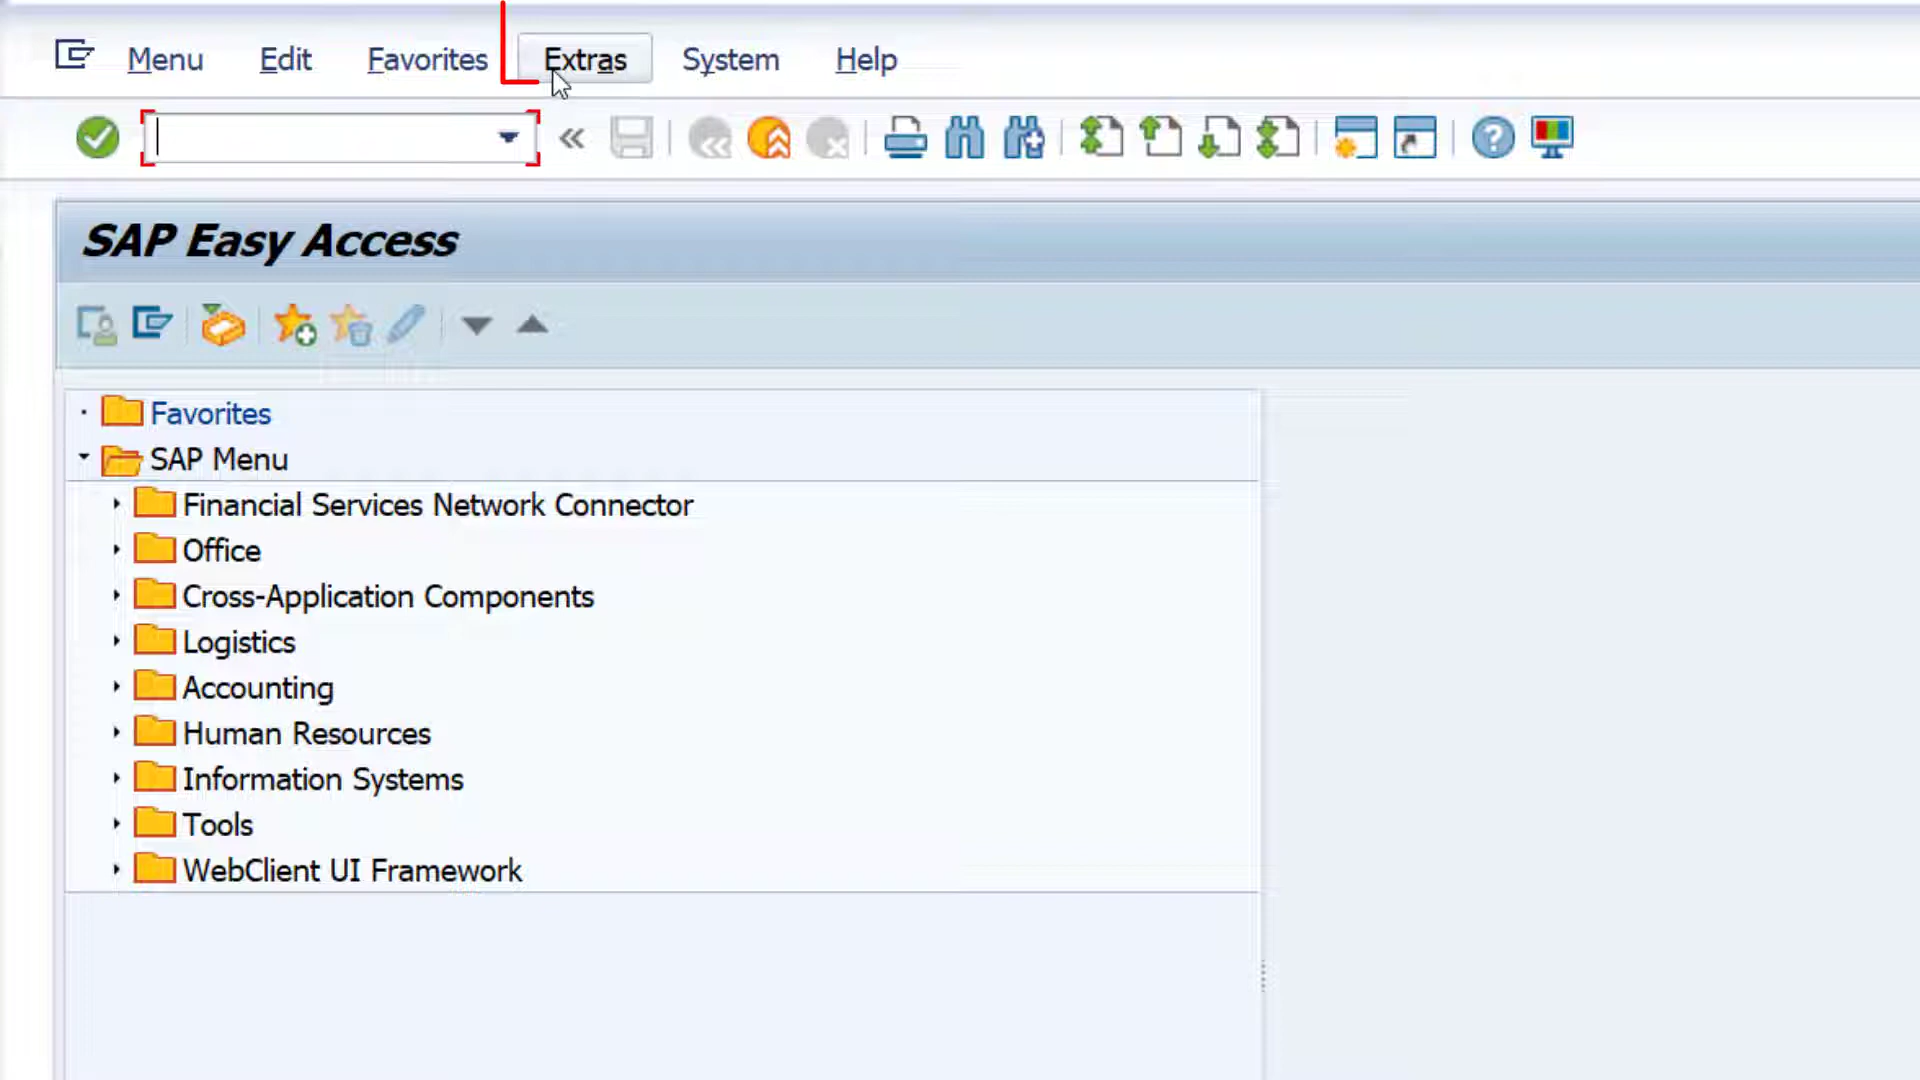 Menu Edit Favorites Extras System Help
SAP Easy Access
Favorites
SAP Menu
Financial Services Network Connector
Office
Cross-Application Components
Logistics
Accounting
Human Resources
Information Systems
Tools
WebClient UI Framework